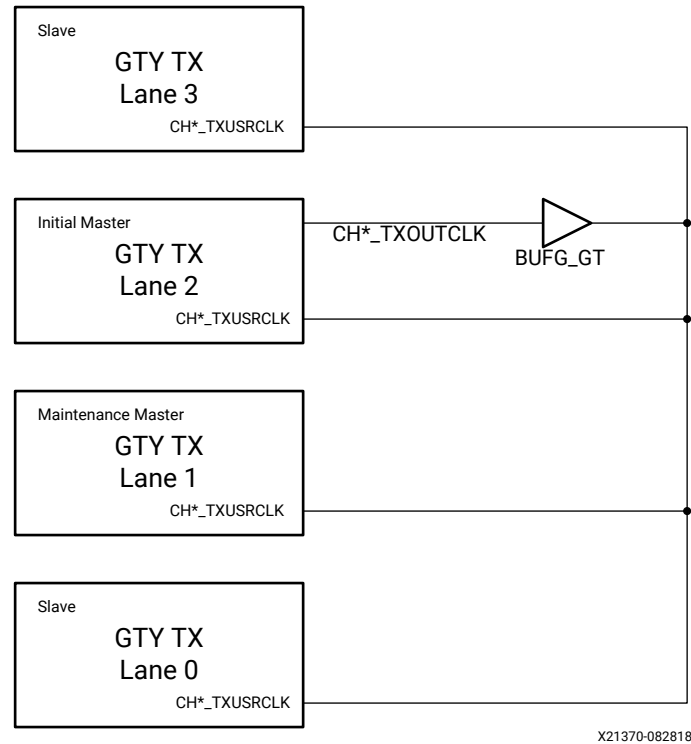 Slave
GTY TX
Lane 3
CH*_TXUSRCLK
Initial Master
GTY TX
Lane 2
CH*_TXOUTCLK
BUFG_GT
CH*_TXUSRCLK
Maintenance Master
GTY TX
Lane 1
CH*_TXUSRCLK
Slave
GTY TX
Lane 0
CH*_TXUSRCLK
X21370-082818